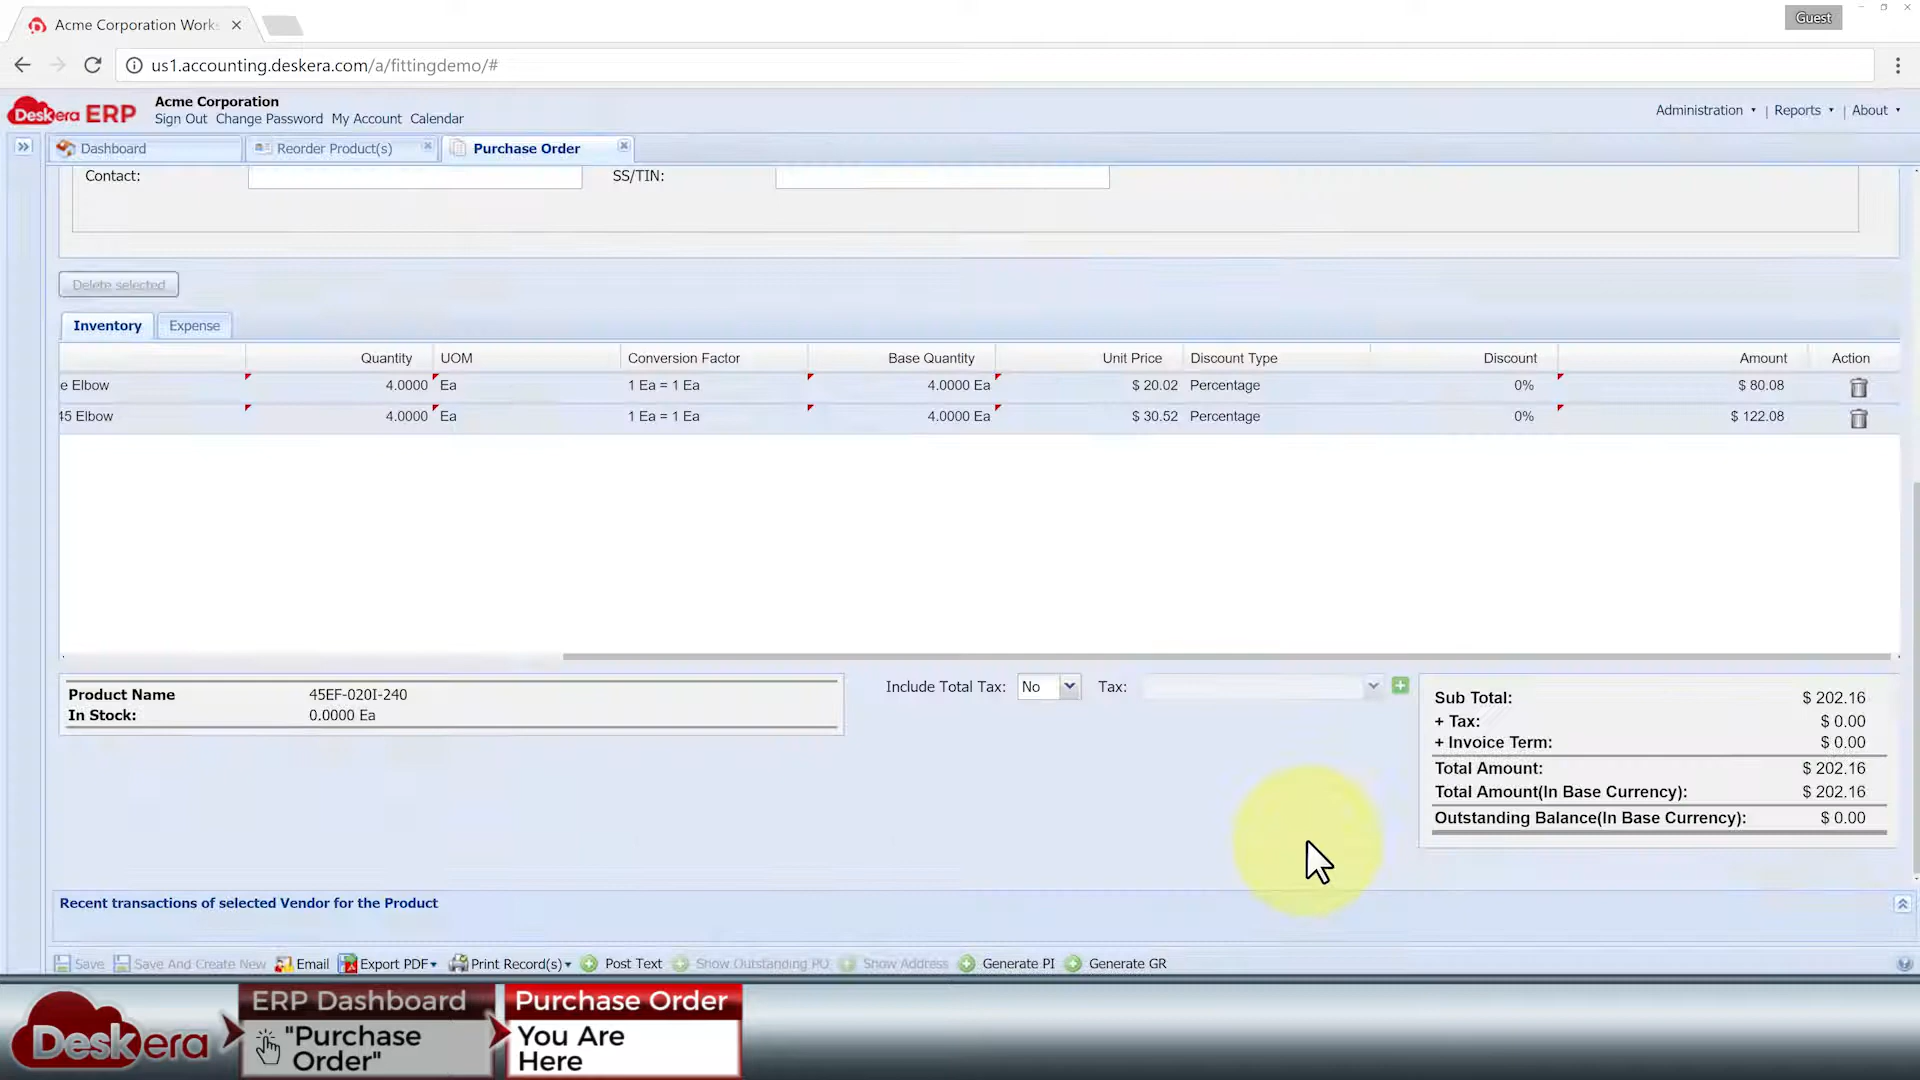 Acme Corporation Works
Guest
us1.accounting.deskera.com/a/fittingdemo/#
Deskera ERP
Acme Corporation
Sign Out Change Password My Account Calendar
Administration Reports About
Dashboard Reorder Product(s) Purchase Order
Contact: SS/TIN:
Delete selected
Inventory Expense
Quantity UOM Conversion Factor Base Quantity Unit Price Discount Type Discount Amount Action
e Elbow 4.0000 Ea 1 Ea = 1 Ea 4.0000 Ea $ 20.02 Percentage 0% $ 80.08
45 Elbow 4.0000 Ea 1 Ea = 1 Ea 4.0000 Ea $ 30.52 Percentage 0% $ 122.08
Product Name 45EF-020I-240
In Stock: 0.0000 Ea
Include Total Tax: No Tax:
Sub Total: $ 202.16
+ Tax: $ 0.00
+ Invoice Term: $ 0.00
Total Amount: $ 202.16
Total Amount(In Base Currency): $ 202.16
Outstanding Balance(In Base Currency): $ 0.00
Recent transactions of selected Vendor for the Product
Save Save And Create New Email Export PDF Print Record(s) Post Text Show Outstanding PO Show Address Generate PI Generate GR
Deskera
ERP Dashboard
"Purchase
Order"
Purchase Order
You Are
Here